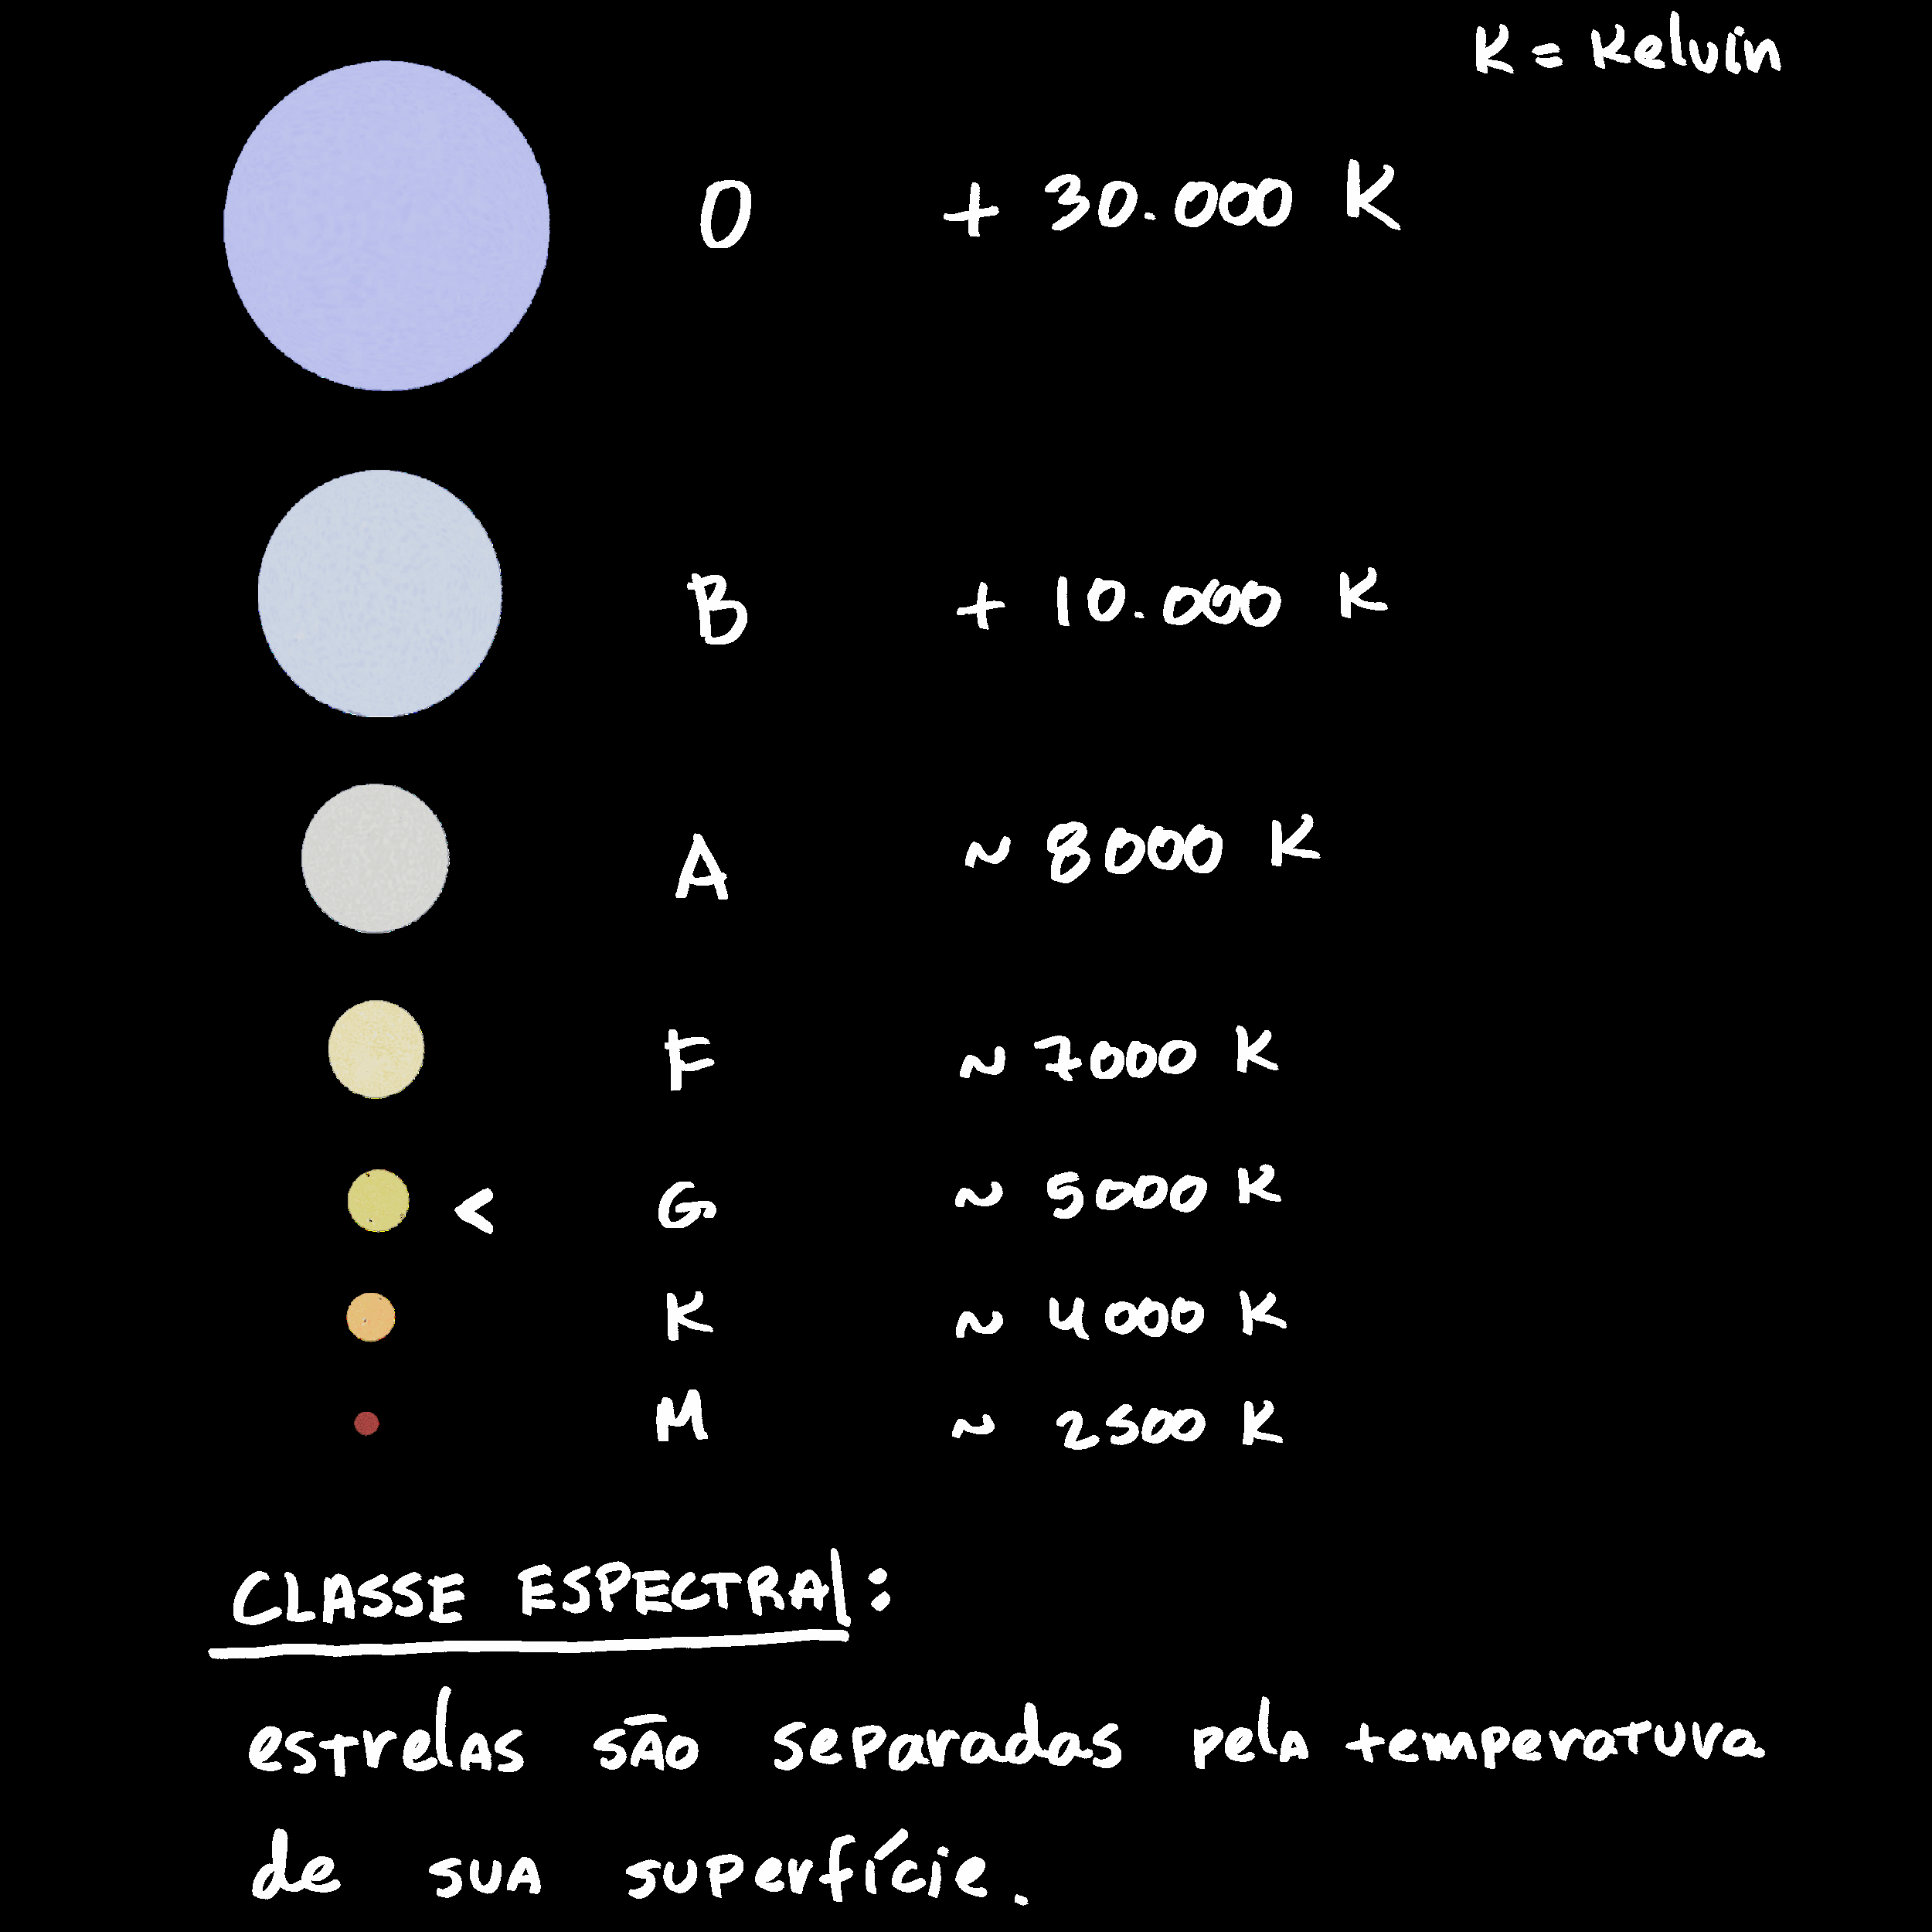 K = Kelvin
O + 30.000 K
B + 10.000 K
A ~ 8000 K
F ~ 7000 K
< G ~ 5000 K
K ~ 4000 K
M ~ 2500 K
CLASSE ESPECTRAl:
estrelAS SÃO separadas pelA temperatura
de SUA superfície.